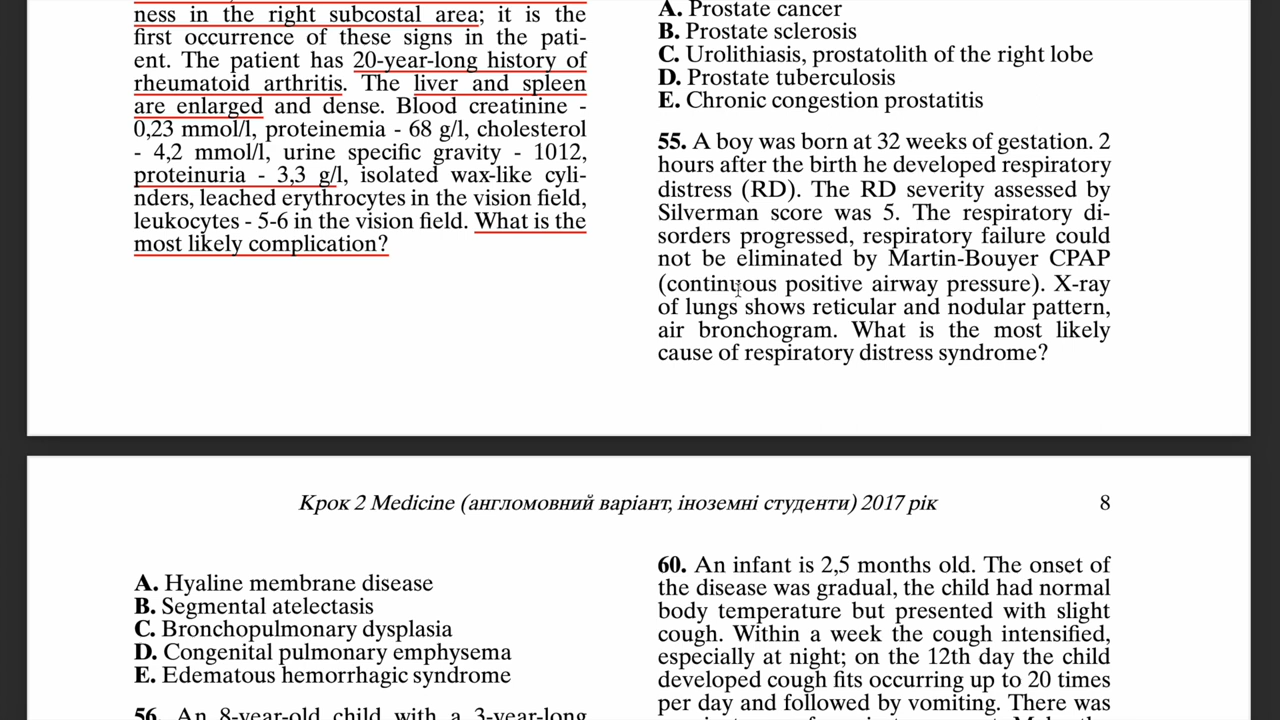 ness in the right subcostal area; it is the
first occurrence of these signs in the pati-
ent. The patient has 20-year-long history of
rheumatoid arthritis. The liver and spleen
are enlarged and dense. Blood creatinine -
0,23 mmol/l, proteinemia - 68 g/l, cholesterol
- 4,2 mmol/l, urine specific gravity - 1012,
proteinuria - 3,3 g/l, isolated wax-like cyli-
nders, leached erythrocytes in the vision field,
leukocytes - 5-6 in the vision field. What is the
most likely complication?
A. Prostate cancer
B. Prostate sclerosis
C. Urolithiasis, prostatolith of the right lobe
D. Prostate tuberculosis
E. Chronic congestion prostatitis
55. A boy was born at 32 weeks of gestation. 2
hours after the birth he developed respiratory
distress (RD). The RD severity assessed by
Silverman score was 5. The respiratory di-
sorders progressed, respiratory failure could
not be eliminated by Martin-Bouyer CPAP
(continuous positive airway pressure). X-ray
of lungs shows reticular and nodular pattern,
air bronchogram. What is the most likely
cause of respiratory distress syndrome?
Крок 2 Medicine (англомовний варіант, іноземні студенти) 2017 рік 8
A. Hyaline membrane disease
B. Segmental atelectasis
C. Bronchopulmonary dysplasia
D. Congenital pulmonary emphysema
E. Edematous hemorrhagic syndrome
56. An 8-year-old child with a 3-year-long
60. An infant is 2,5 months old. The onset of
the disease was gradual, the child had normal
body temperature but presented with slight
cough. Within a week the cough intensified,
especially at night; on the 12th day the child
developed cough fits occurring up to 20 times
per day and followed by vomiting. There was